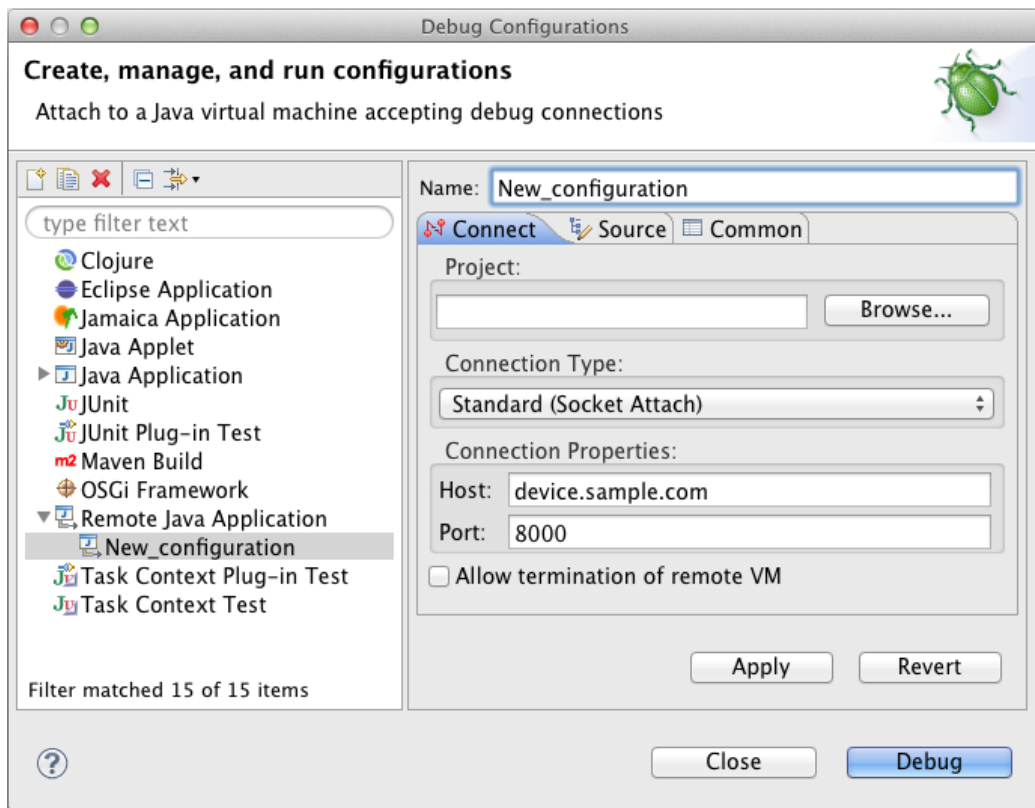 Debug Configurations
Create, manage, and run configurations
Attach to a Java virtual machine accepting debug connections
type filter text
Clojure
Eclipse Application
Jamaica Application
Java Applet
Java Application
JUnit
JUnit Plug-in Test
m2 Maven Build
OSGi Framework
Remote Java Application
New_configuration
Task Context Plug-in Test
Task Context Test
Filter matched 15 of 15 items
Name: New_configuration
Connect Source Common
Project:
Browse...
Connection Type:
Standard (Socket Attach)
Connection Properties:
Host: device.sample.com
Port: 8000
Allow termination of remote VM
Apply Revert
? Close Debug